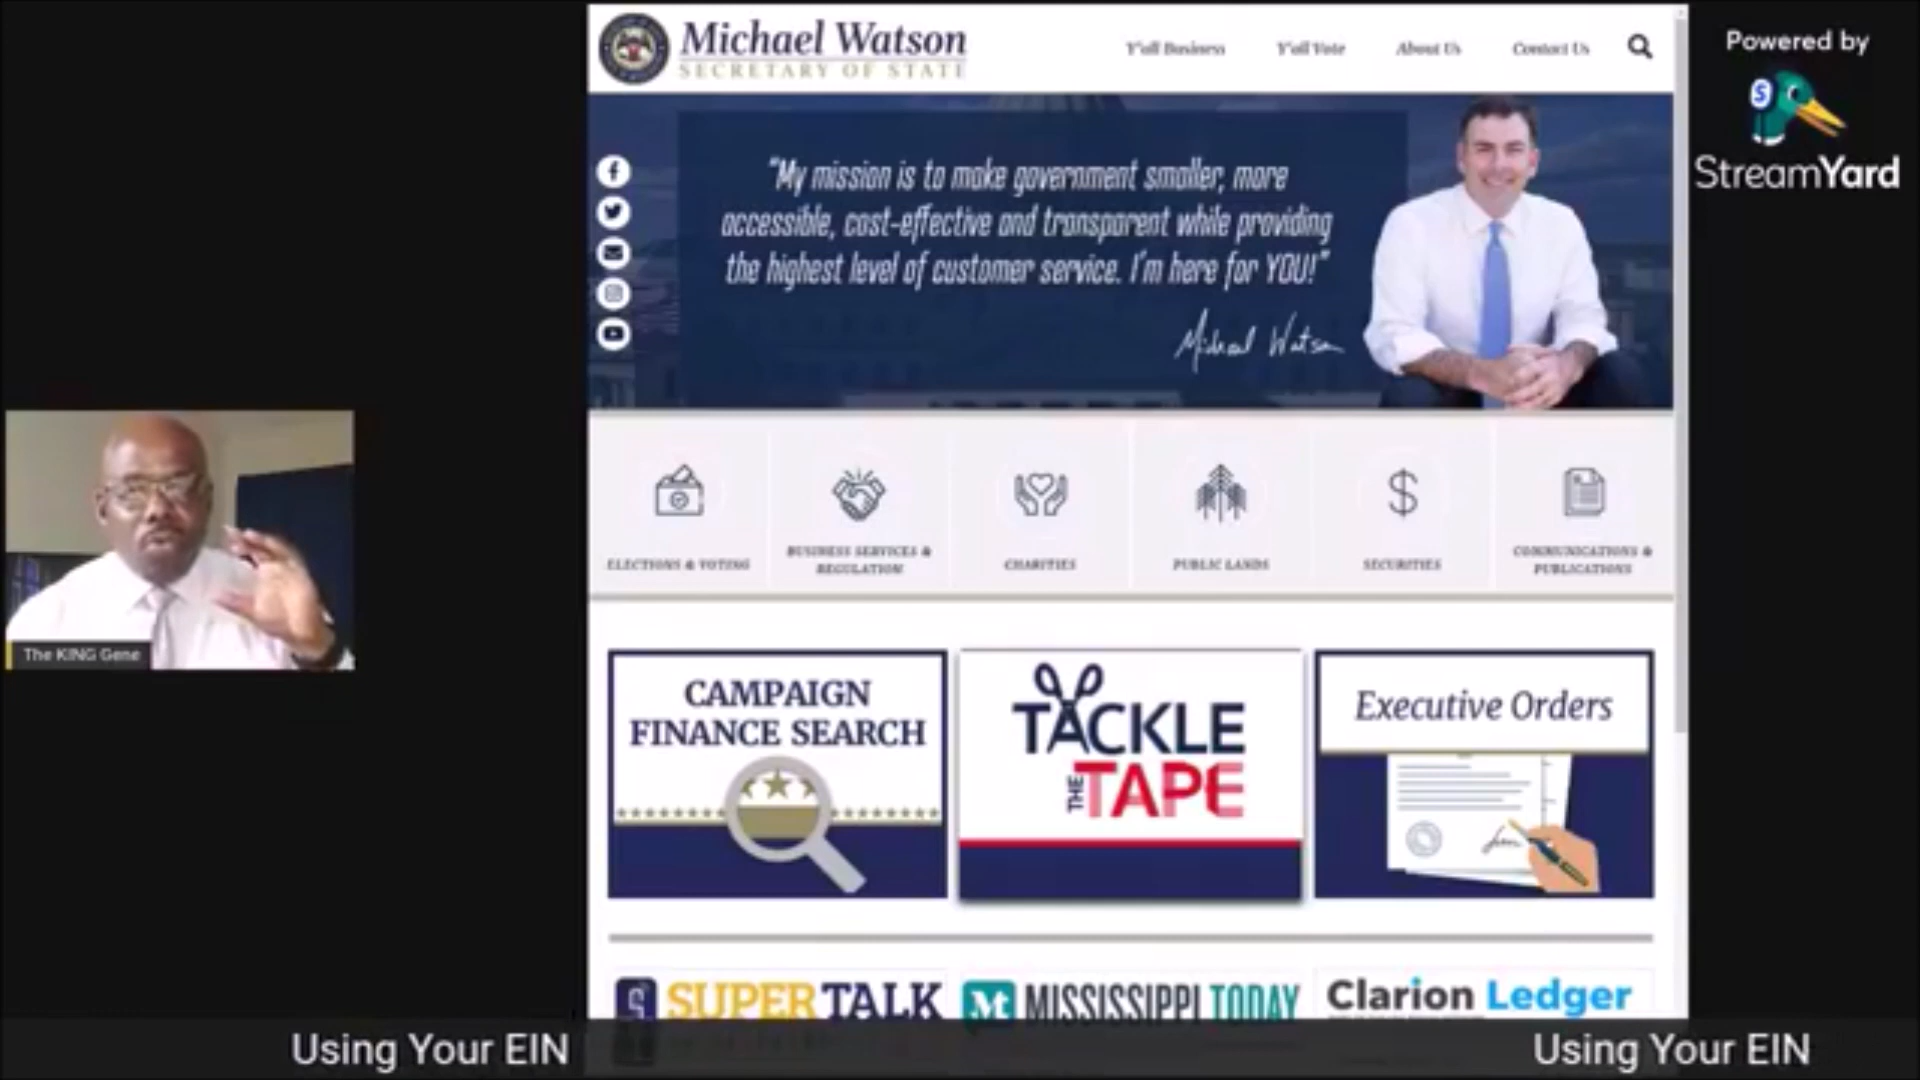 Michael Watson
SECRETARY OF STATE
Y'all Business
Y'all Vote
About Us
Contact Us
Powered by
StreamYard
"My mission is to make government smaller, more
accessible, cost-effective and transparent while providing
the highest level of customer service. I'm here for YOU!"
Michael Watson
ELECTIONS & VOTING
BUSINESS SERVICES &
REGULATION
CHARITIES
PUBLIC LANDS
SECURITIES
COMMUNICATIONS &
PUBLICATIONS
The KING Gene
CAMPAIGN
FINANCE SEARCH
TACKLE
THE TAPE
Executive Orders
SUPERTALK
Mt MISSISSIPPI TODAY
Clarion Ledger
Using Your EIN
Using Your EIN